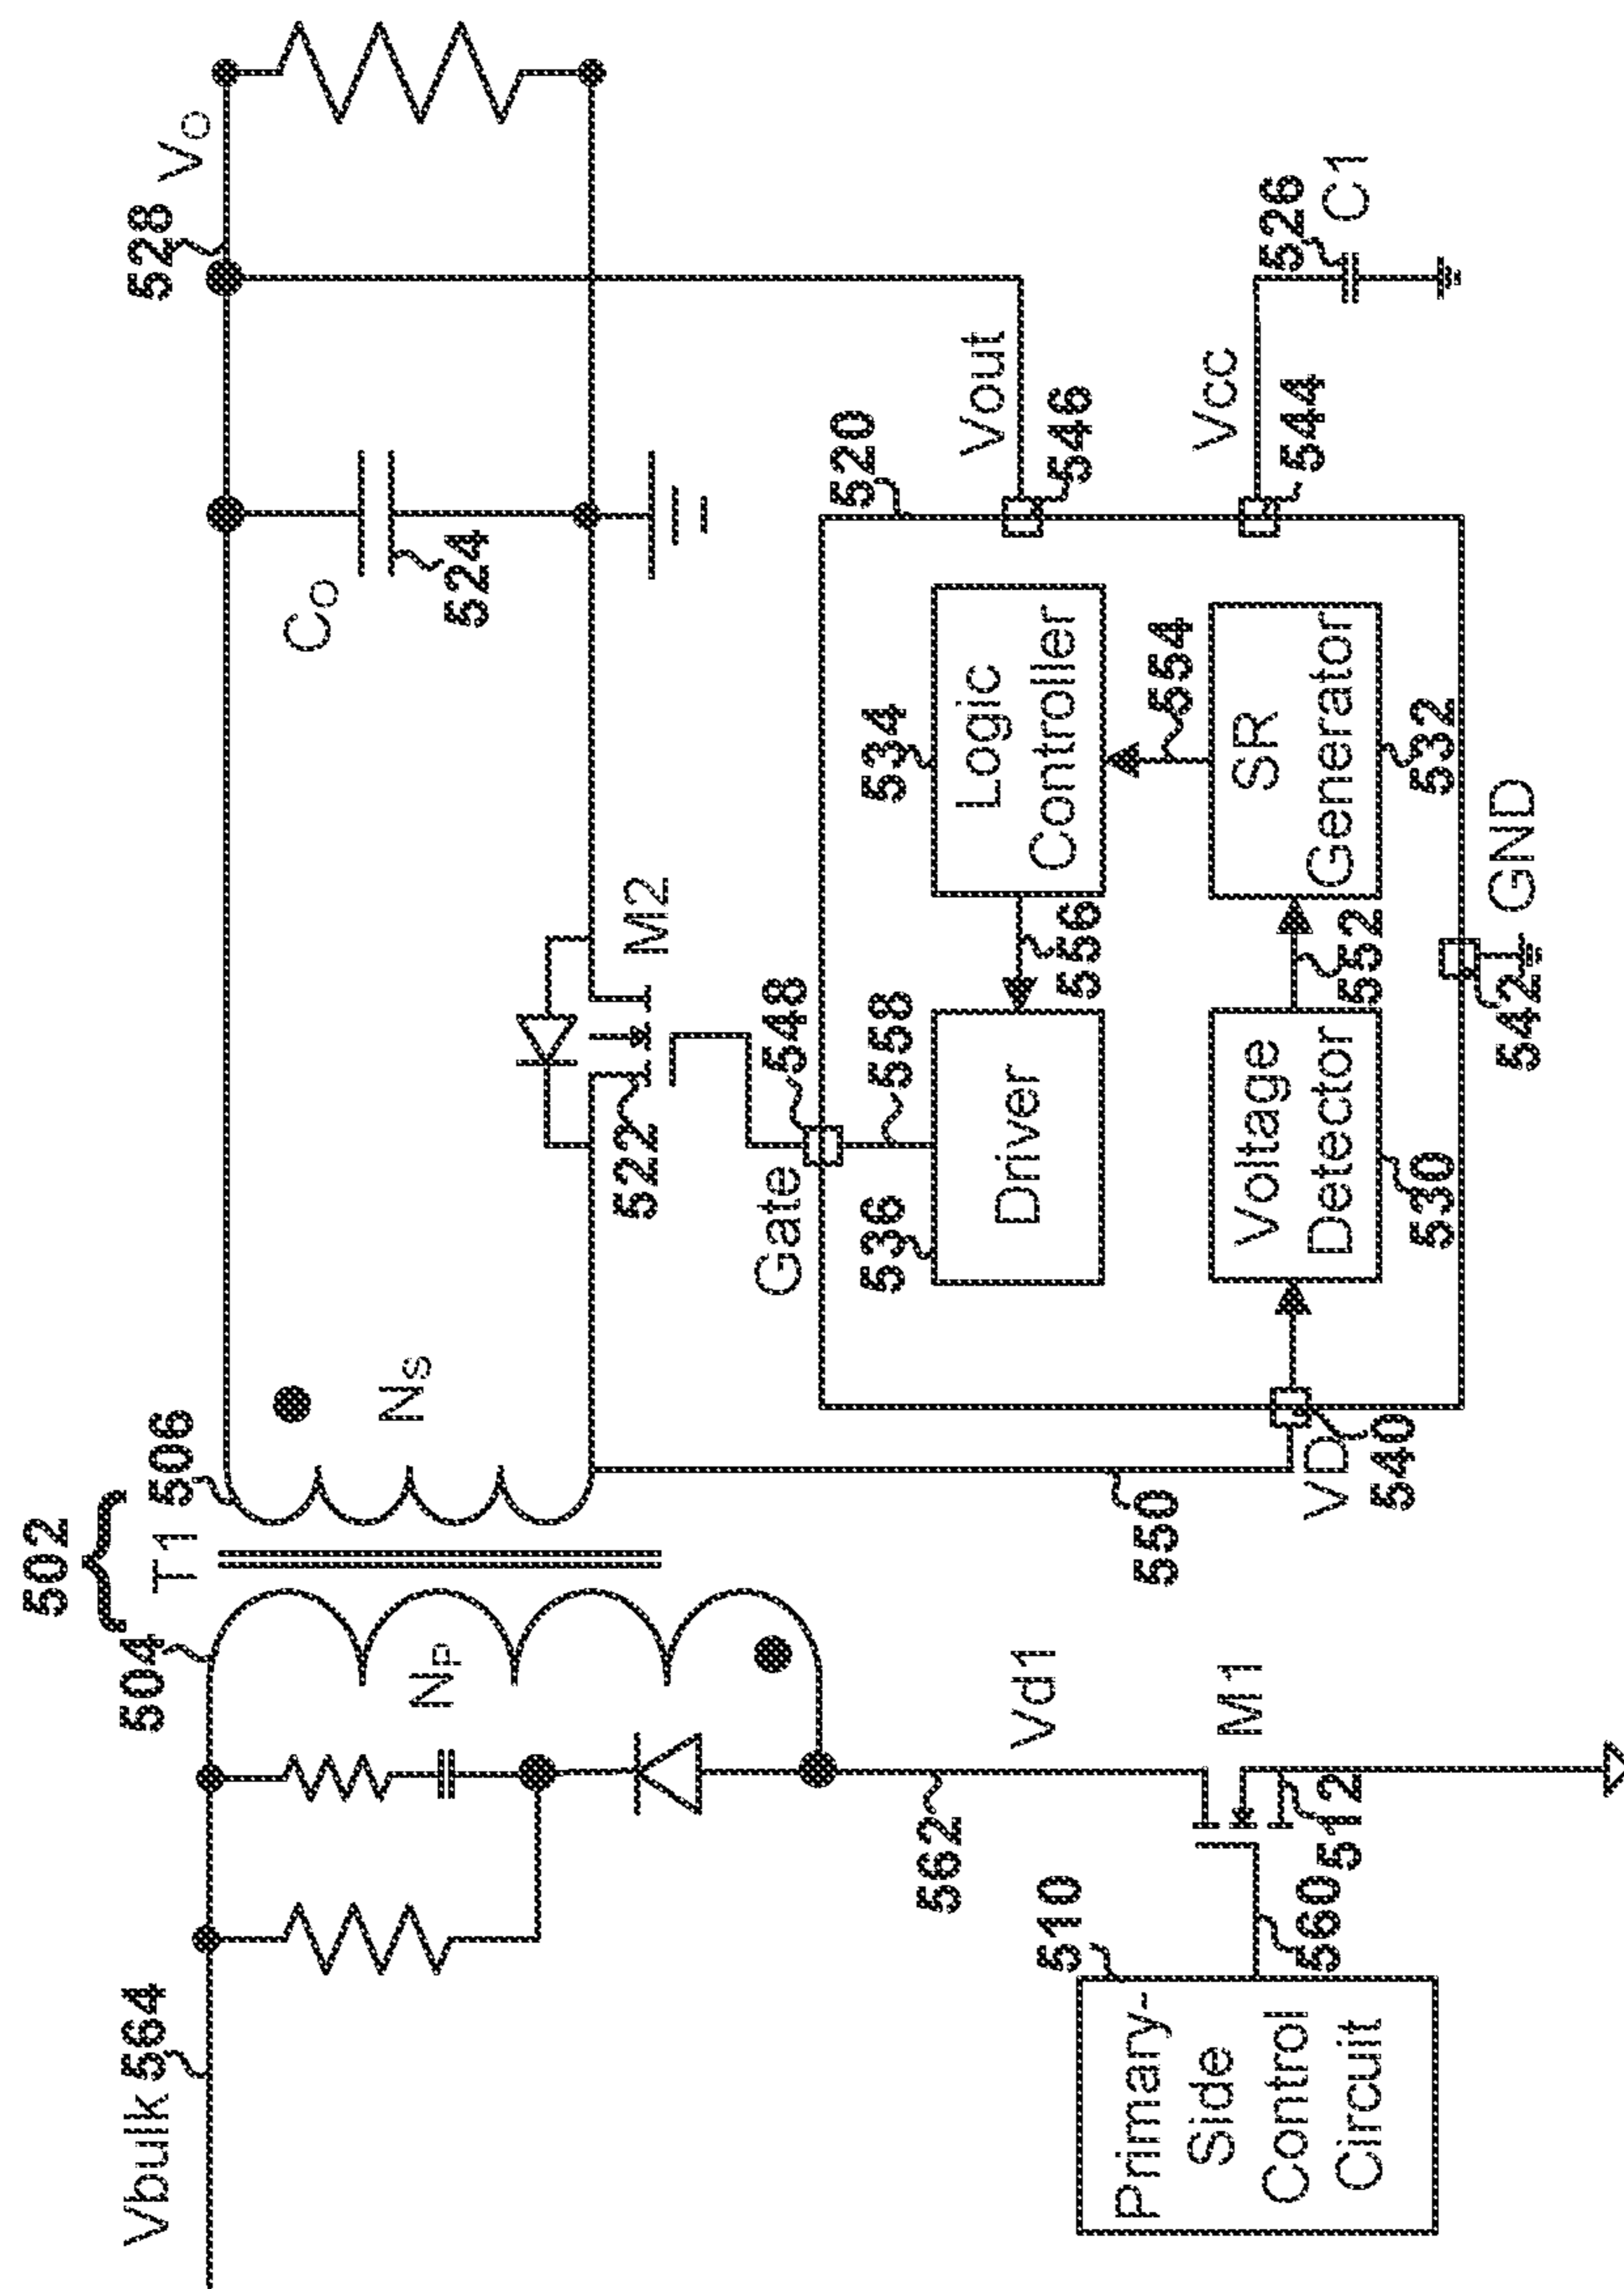 502
Vbulk 564
504
T1
506
528
Vo
Np
Ns
Co
524
562
Vd1
522
M2
510
Primary-
Side
Control
Circuit
560
M1
512
550
Gate
548
520
536
558
534
Driver
556
Logic
Controller
Vout
546
554
VD
540
Voltage
Detector
530
552
SR
Generator
532
Vcc
544
526
C1
542
GND